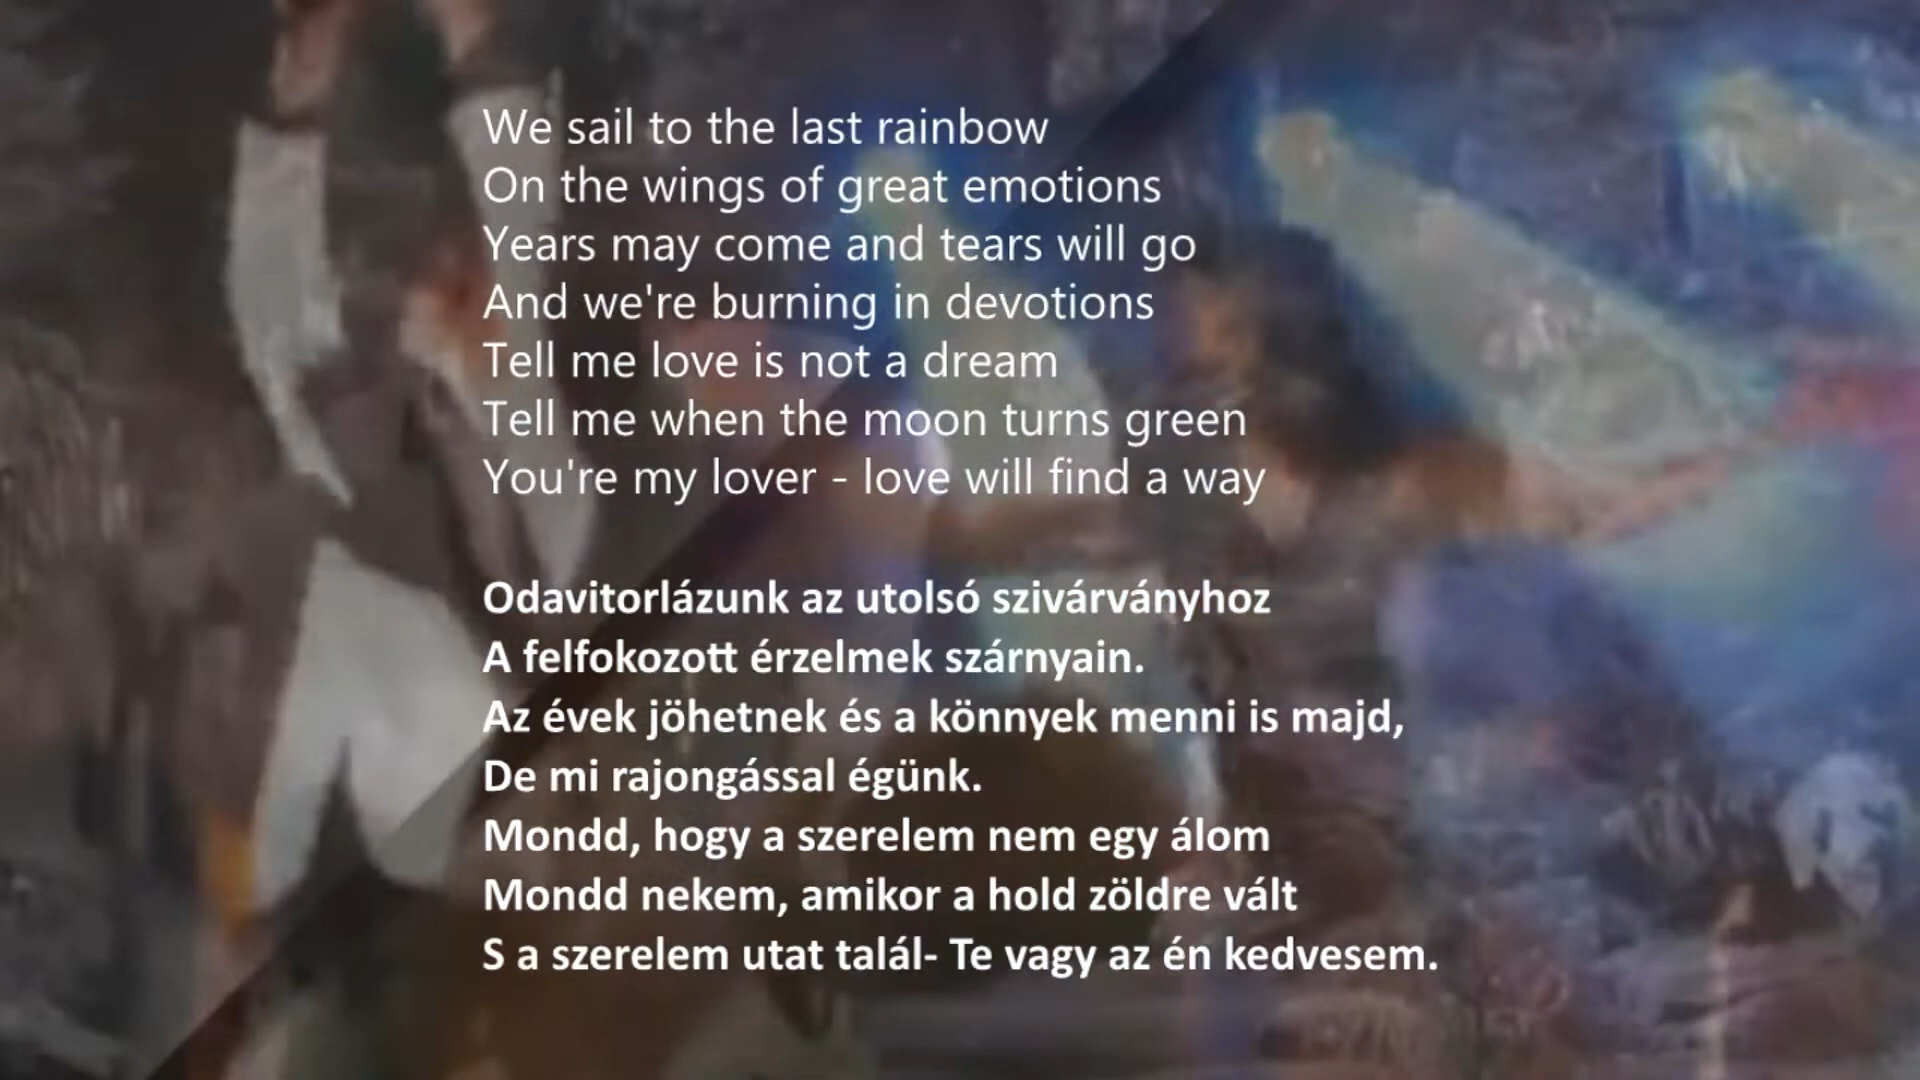 We sail to the last rainbow
On the wings of great emotions
Years may come and tears will go
And we're burning in devotions
Tell me love is not a dream
Tell me when the moon turns green
You're my lover - love will find a way
Odavitorlázunk az utolsó szivárványhoz
A felfokozott érzelmek szárnyain.
Az évek jöhetnek és a könnyek menni is majd,
De mi rajongással égünk.
Mondd, hogy a szerelem nem egy álom
Mondd nekem, amikor a hold zöldre vált
S a szerelem utat talál- Te vagy az én kedvesem.